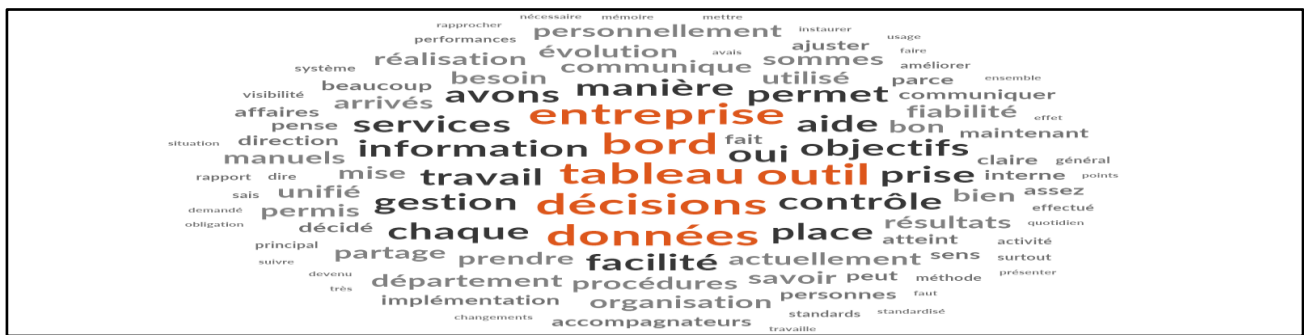 nécessaire mémoire mettre
rapprocher personnellement instaurer
performances évolution avais ajuster usage
réalisation communique sommes faire
système besoin utilisé parce améliorer
beaucoup avons manière permet communiquer ensemble
visibilité arrivés entreprise fiabilité
affaires services aide bon effet
pense bord fait maintenant
situation direction information oui objectifs
manuels mise tableau outil prise claire général
rapport dire travail interne points
sais unifié gestion décisions contrôle bien assez
demandé permis effectué
obligation décidé chaque données place résultats quotidien
principal partage prendre facilité actuellement atteint activité
suivre sens surtout
devenu département procédures savoir peut méthode présenter
très implémentation organisation personnes faut
changements accompagnateurs standards standardisé
travaille